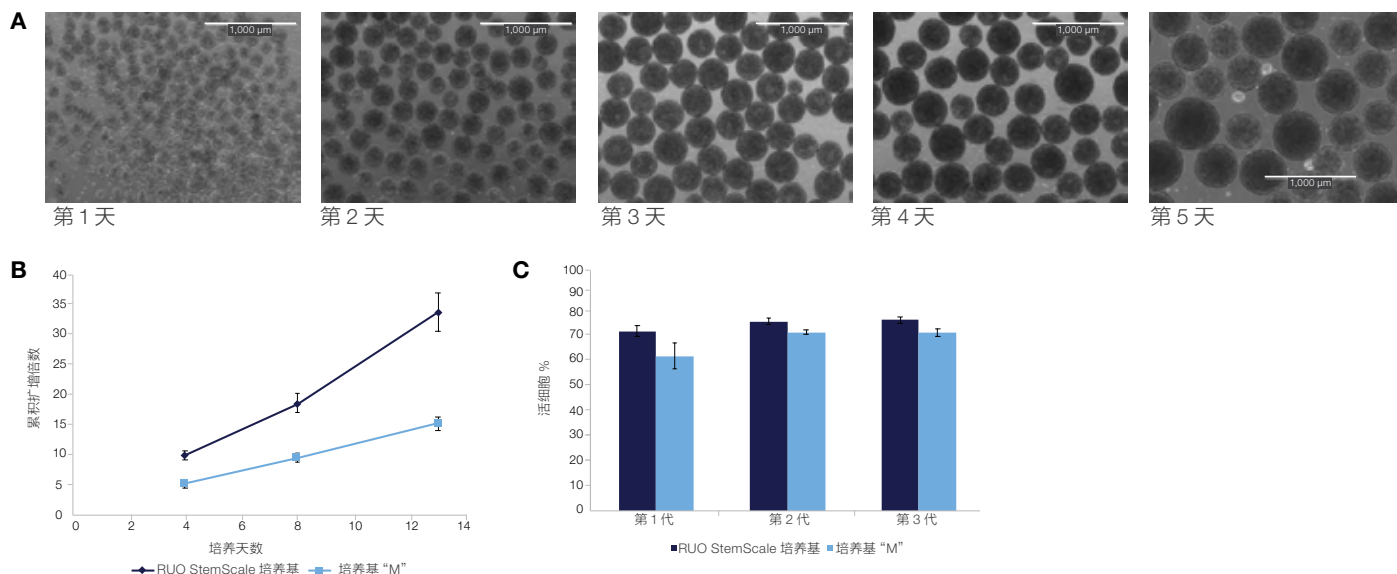 A
1,000 µm
1,000 µm
1,000 µm
1,000 µm
1,000 µm
第 1 天
第 2 天
第 3 天
第 4 天
第 5 天
B
累积扩增倍数
40
35
30
25
20
15
10
5
0
0 2 4 6 8 10 12 14
培养天数
RUO StemScale 培养基 培养基 “M”
C
活细胞 %
100
90
80
70
60
50
40
30
20
10
0
第 1 代 第 2 代 第 3 代
RUO StemScale 培养基 培养基 “M”